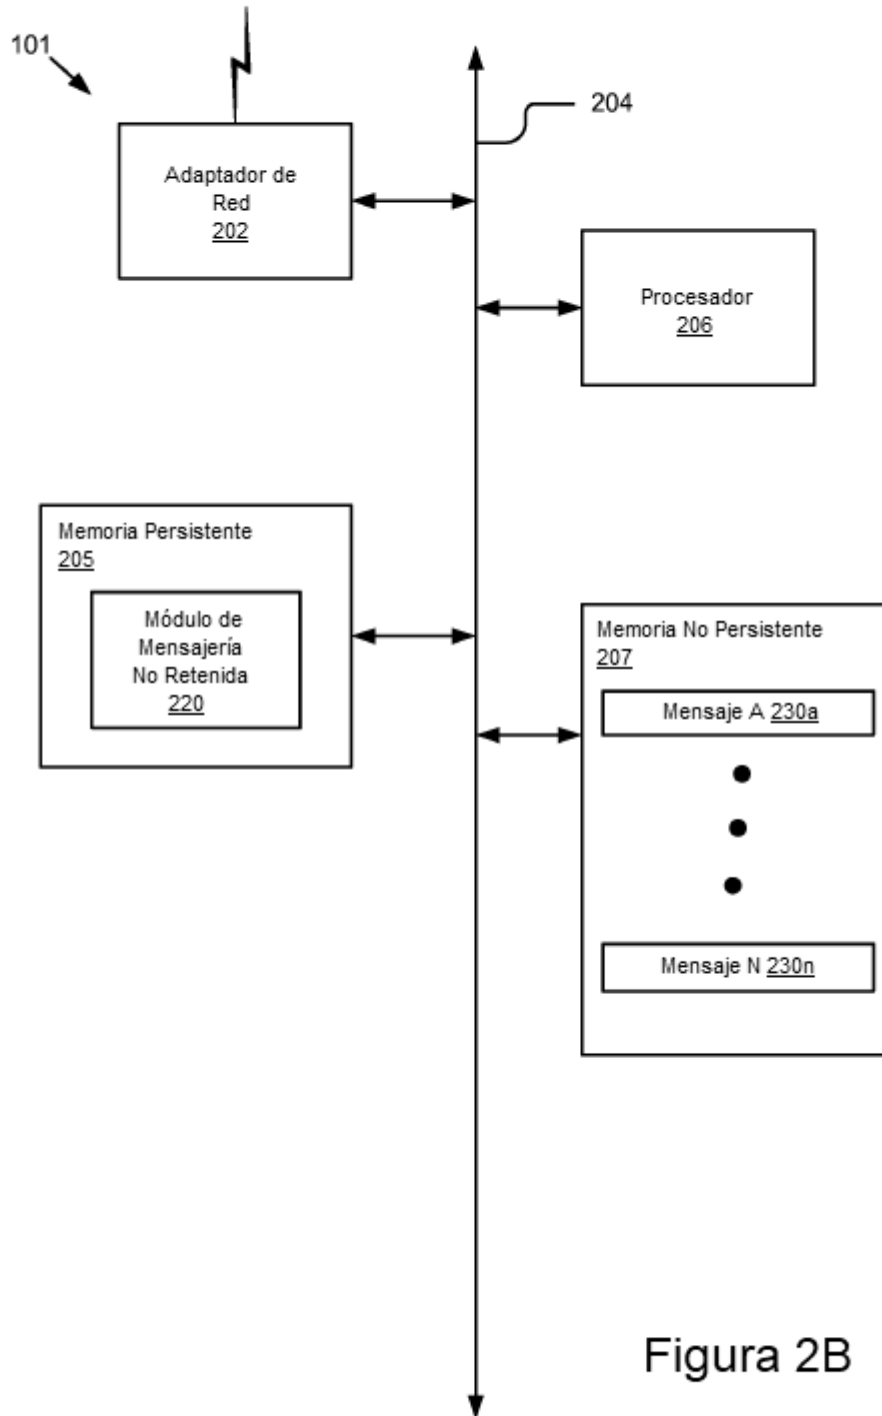 101
204
Adaptador de
Red
202
Procesador
206
Memoria Persistente
205
Módulo de
Mensajería
No Retenida
220
Memoria No Persistente
207
Mensaje A 230a
Mensaje N 230n
Figura 2B